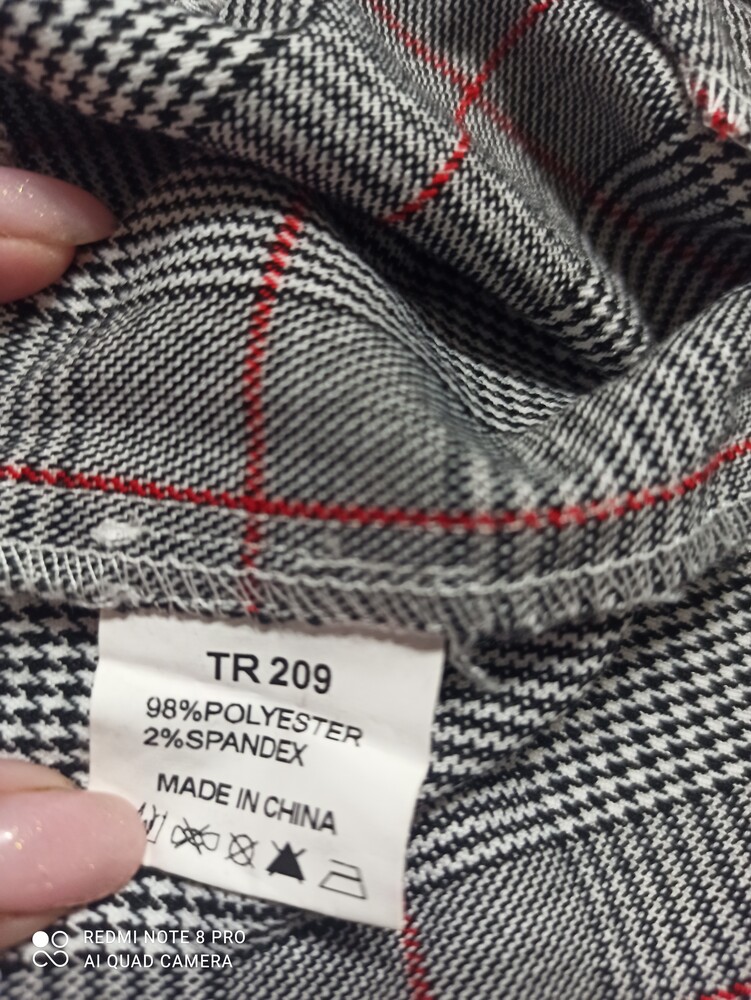 TR 209
98%POLYESTER
2%SPANDEX
MADE IN CHINA
REDMI NOTE 8 PRO
AI QUAD CAMERA